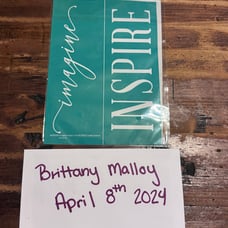 imagine
INSPIRE
Brittany Malloy
April 8th 2024